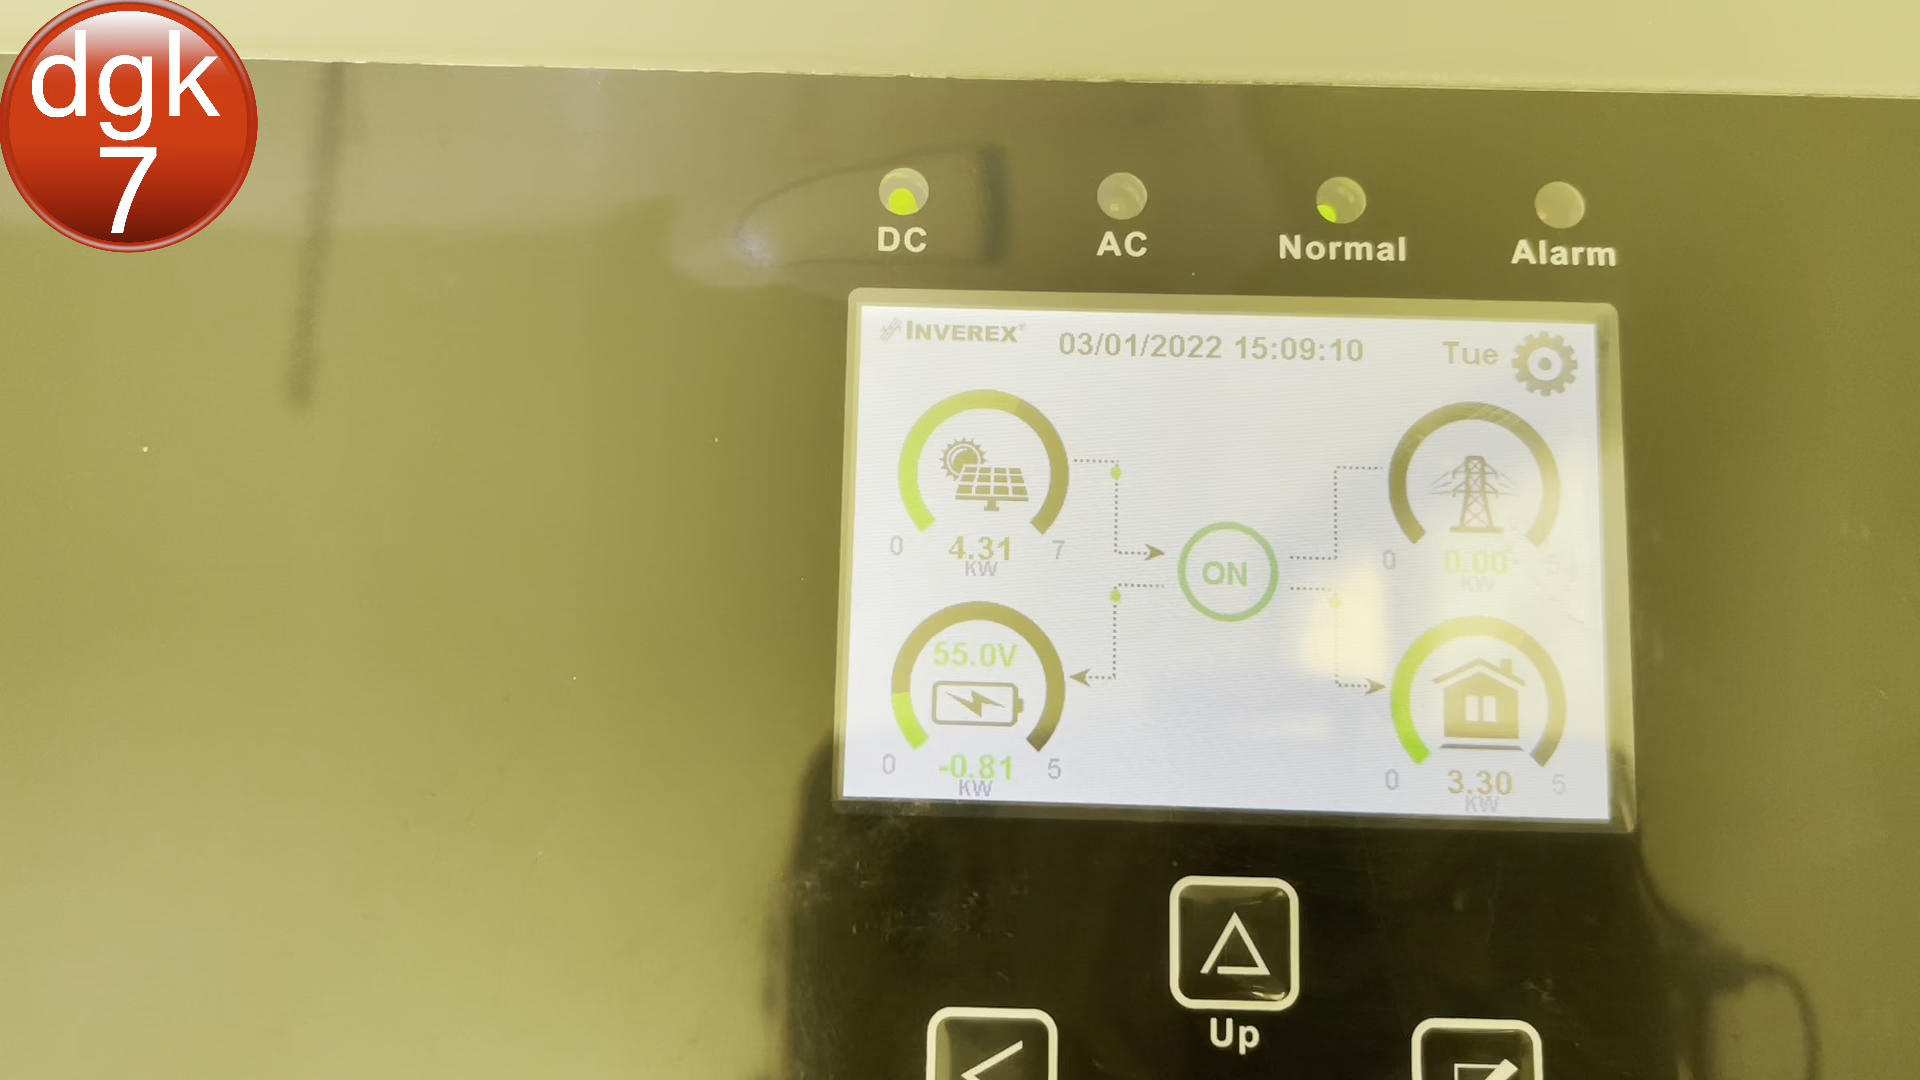 dgk
7
DC
AC
Normal
Alarm
INVEREX®
03/01/2022 15:09:10
Tue
0
4.31
7
KW
0
0.00
5
KW
ON
55.0V
0
-0.81
5
KW
0
3.30
5
KW
Up